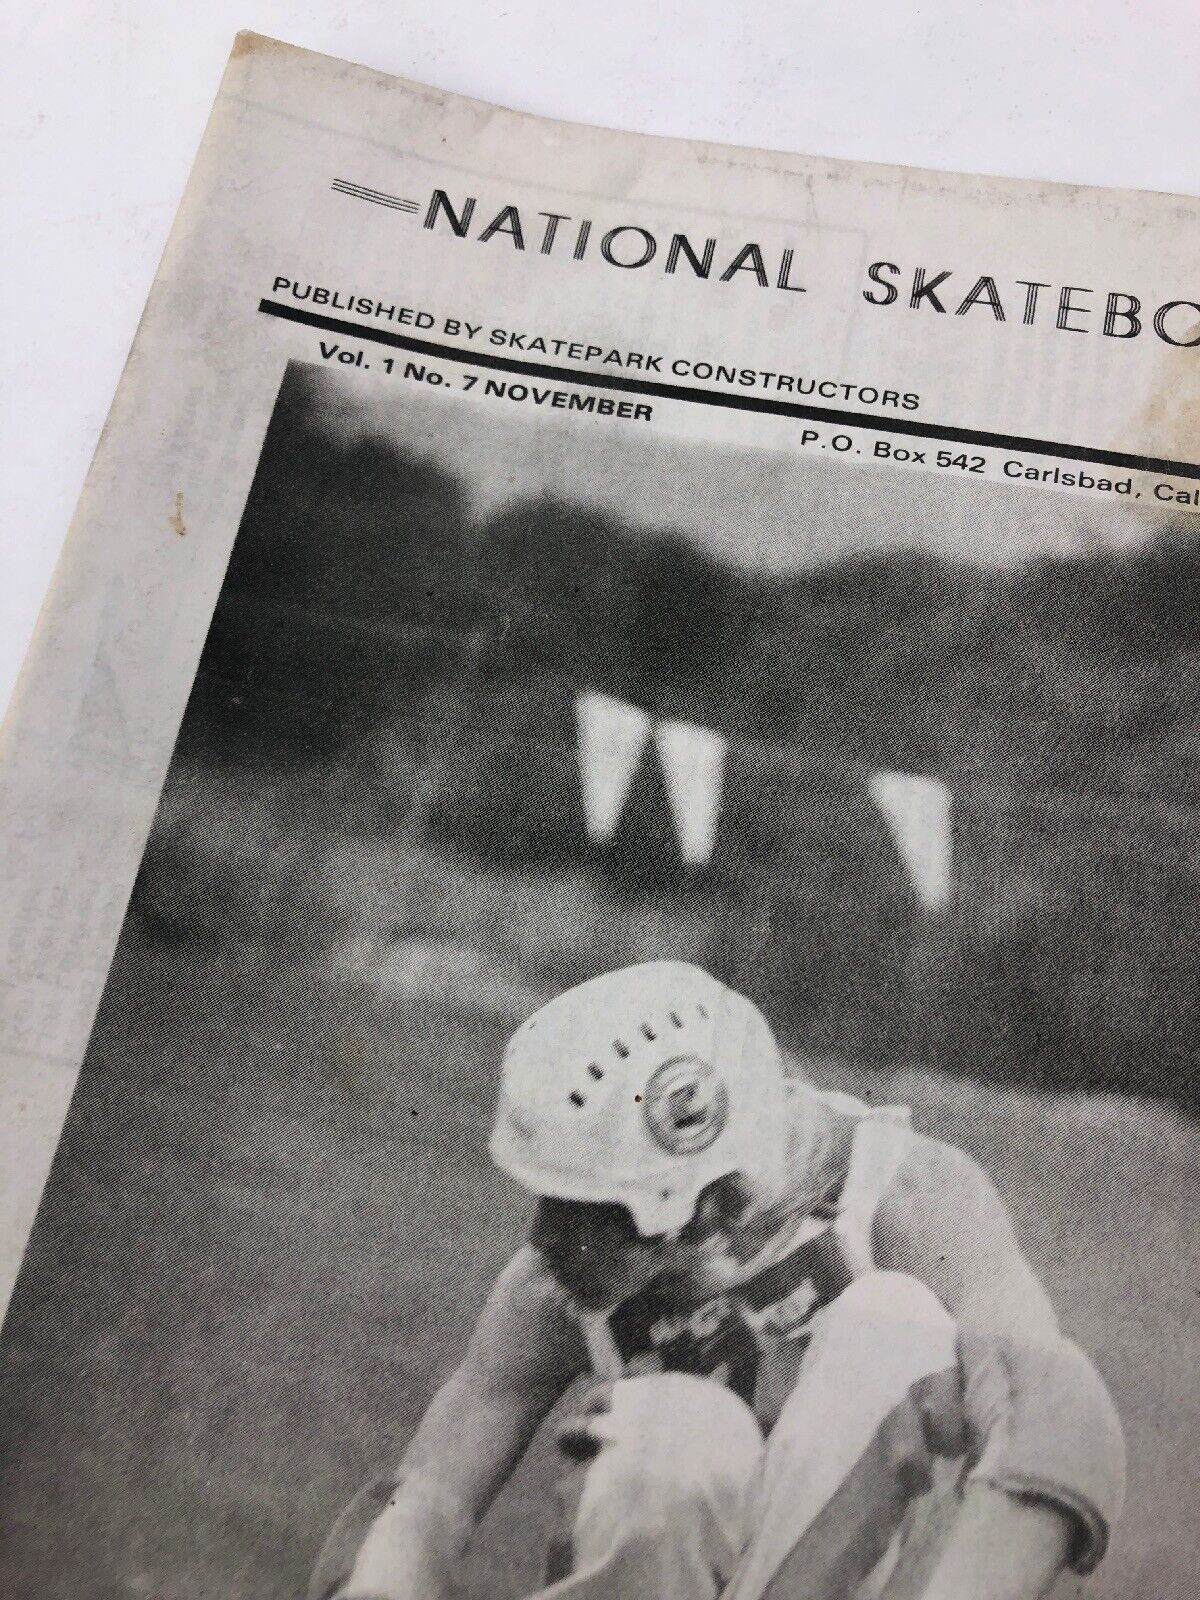 NATIONAL SKATEBO
PUBLISHED BY SKATEPARK CONSTRUCTORS
Vol. 1 No. 7 NOVEMBER
P.O. Box 542 Carlsbad, Cal